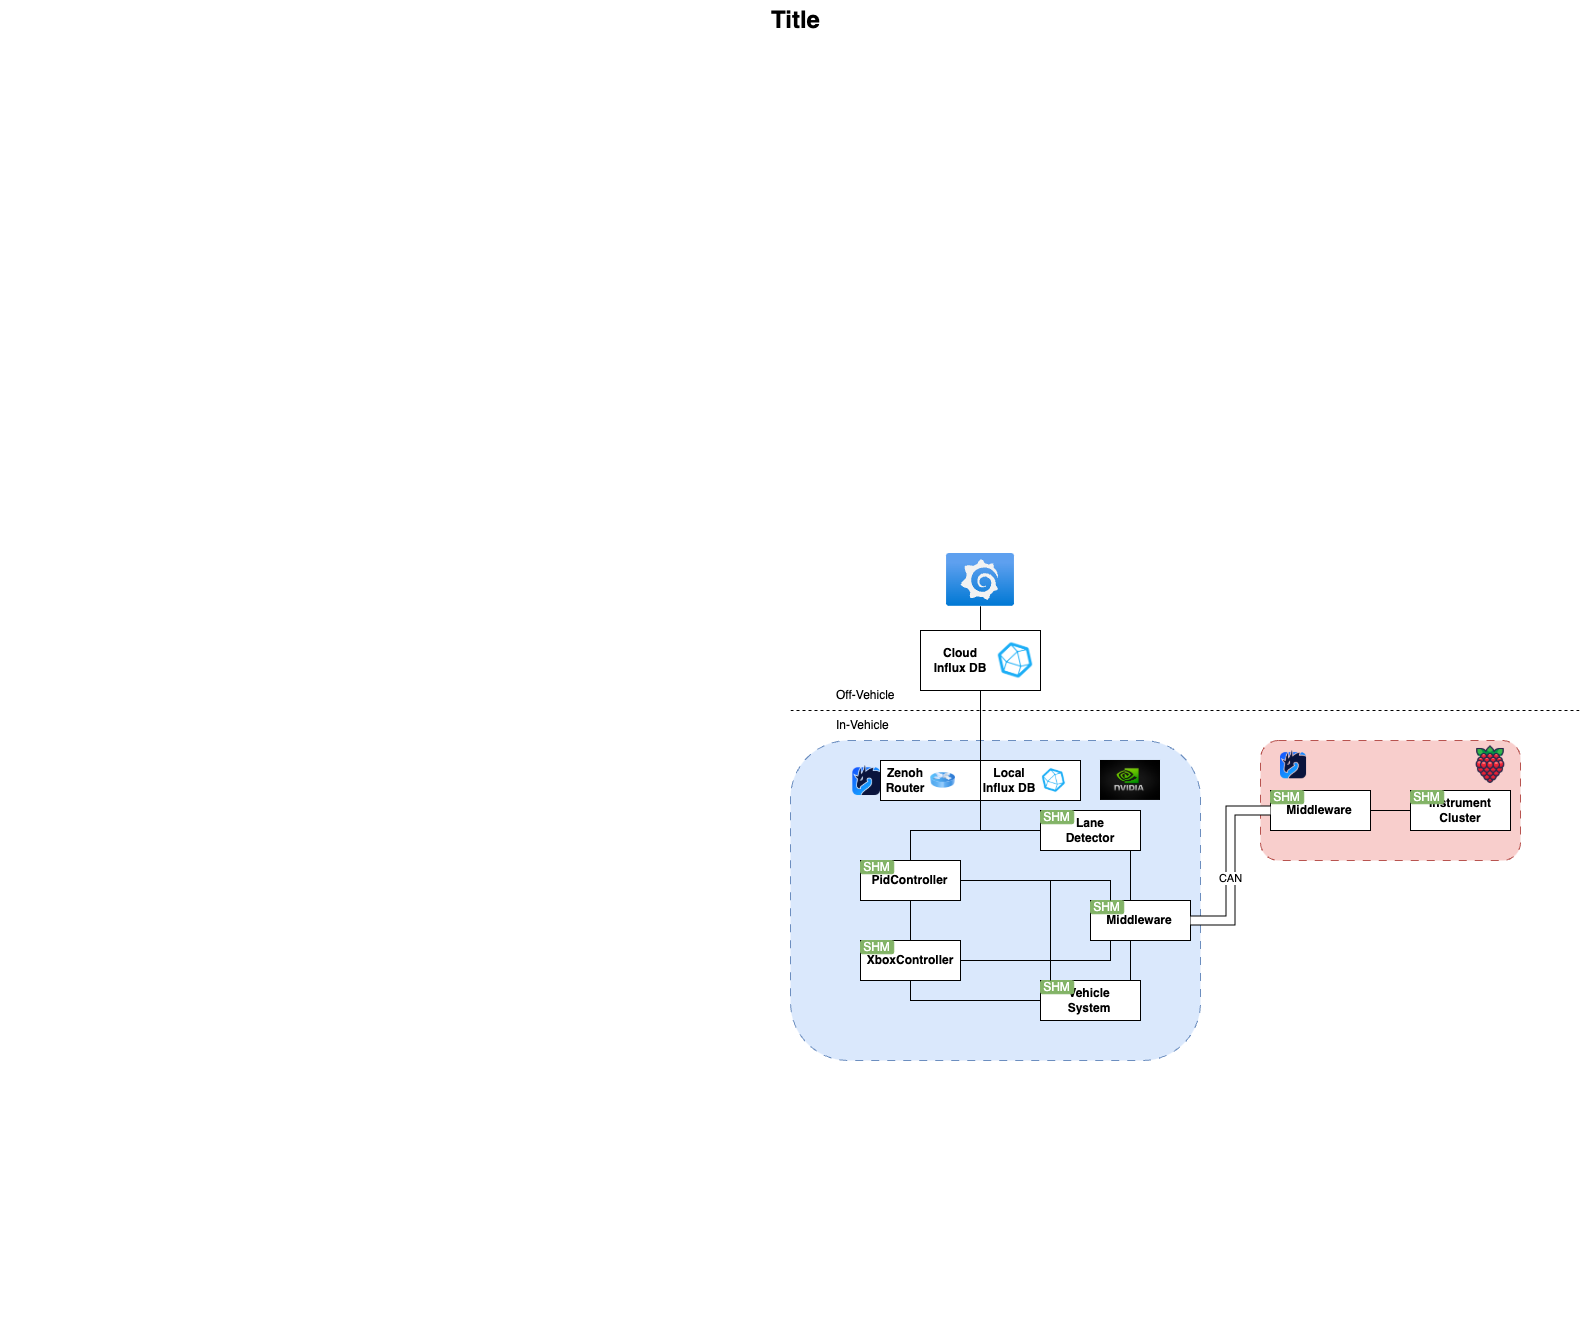 Title
Cloud
Influx DB
Off-Vehicle
In-Vehicle
Zenoh
Router
Local
Influx DB
NVIDIA
SHM
Lane
Detector
SHM
PidController
SHM
Middleware
SHM
XboxController
SHM
Vehicle
System
CAN
SHM
Middleware
SHM
Instrument
Cluster